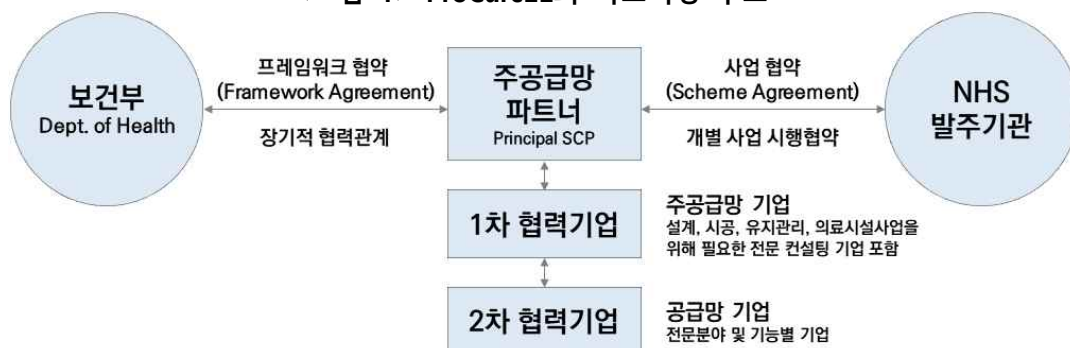 보건부
Dept. of Health
프레임워크 협약
(Framework Agreement)
장기적 협력관계
주공급망
파트너
Principal SCP
사업 협약
(Scheme Agreement)
개별 사업 시행협약
NHS
발주기관
1차 협력기업
주공급망 기업
설계, 시공, 유지관리, 의료시설사업을
위해 필요한 전문 컨설팅 기업 포함
2차 협력기업
공급망 기업
전문분야 및 기능별 기업